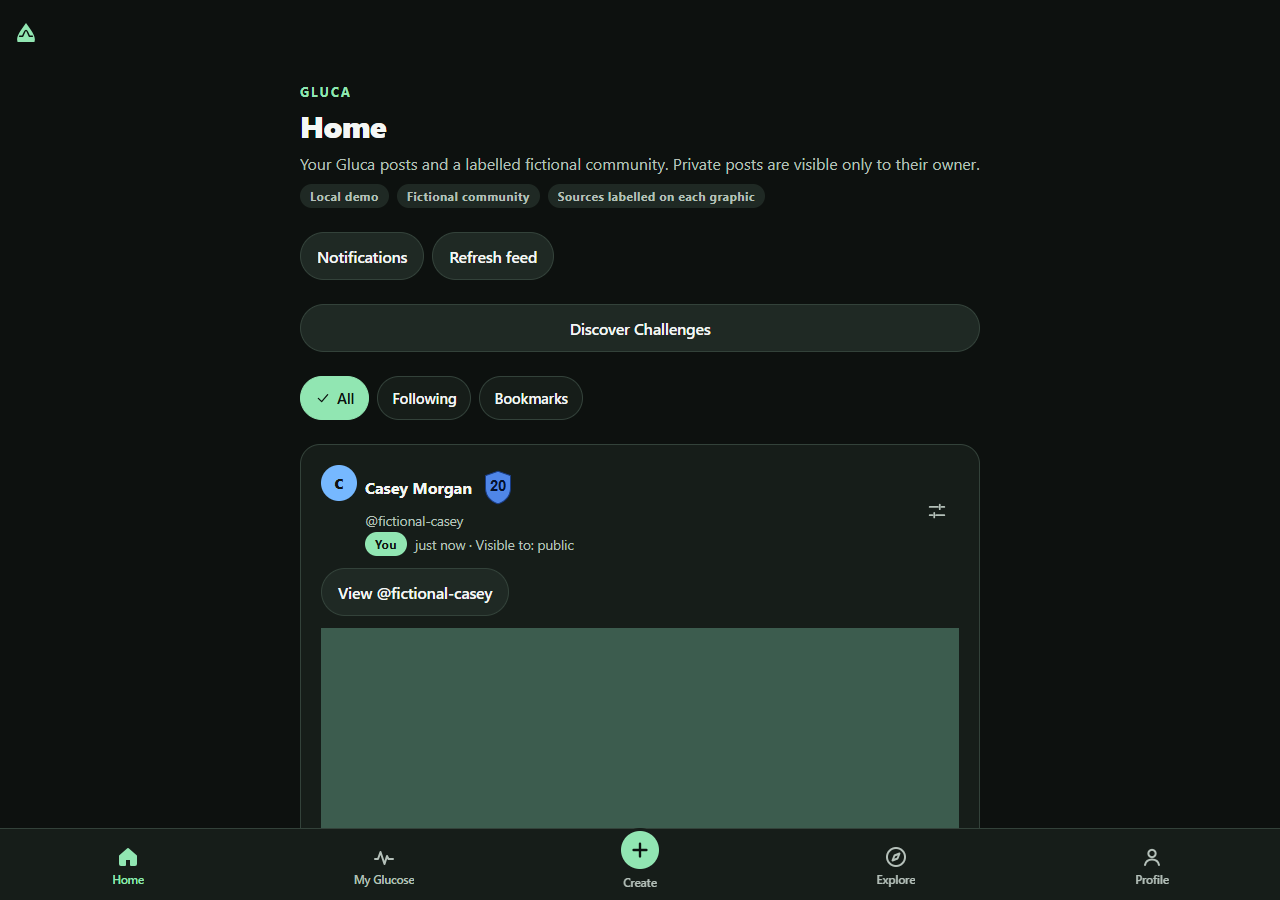 GLUCA
Home
Your Gluca posts and a labelled fictional community. Private posts are visible only to their owner.
Local demo Fictional community Sources labelled on each graphic
Notifications Refresh feed
Discover Challenges
All Following Bookmarks
C Casey Morgan 20
@fictional-casey
You just now · Visible to: public
View @fictional-casey
Home My Glucose Create Explore Profile